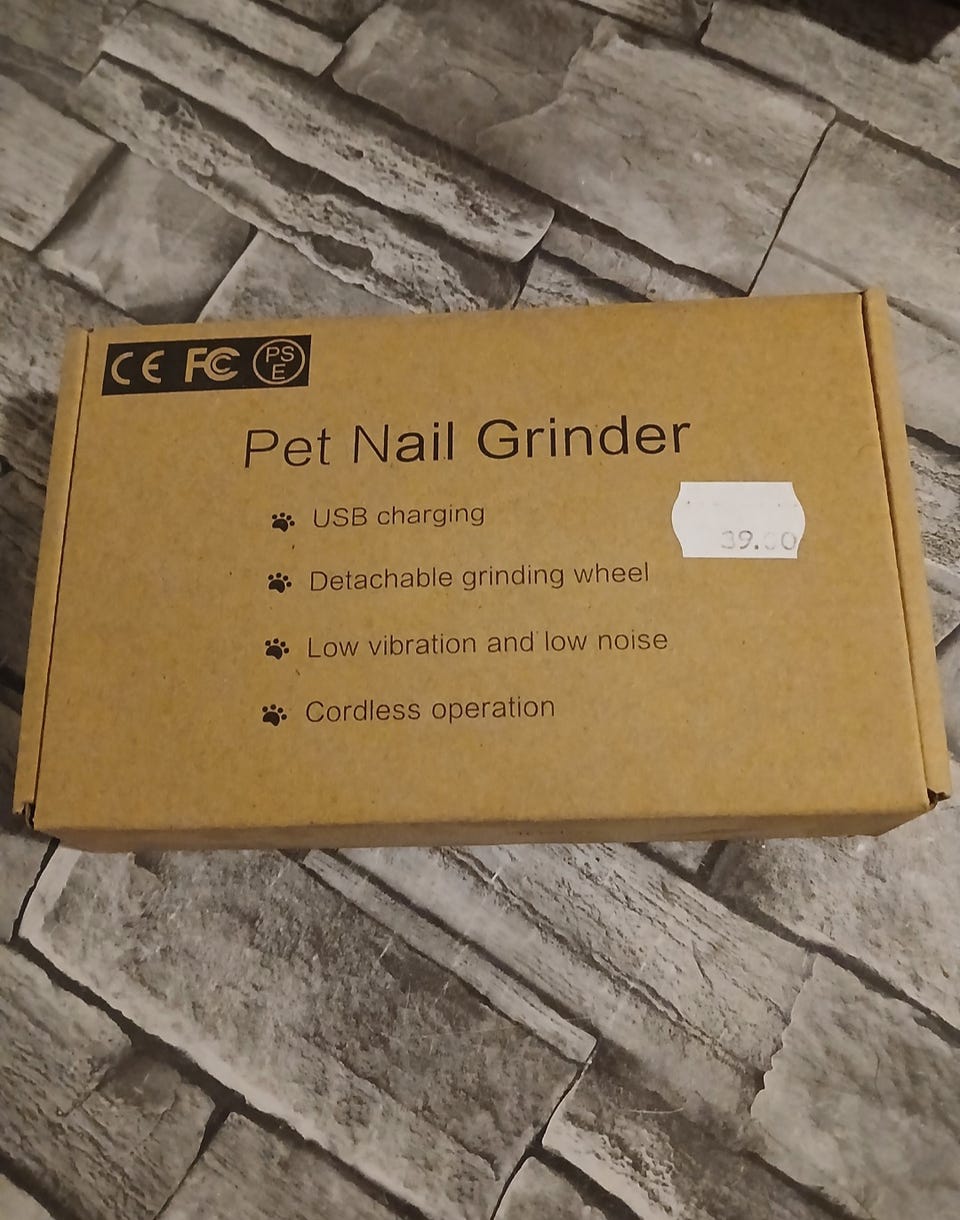 CE FC PS E
Pet Nail Grinder
USB charging
39.00
Detachable grinding wheel
Low vibration and low noise
Cordless operation